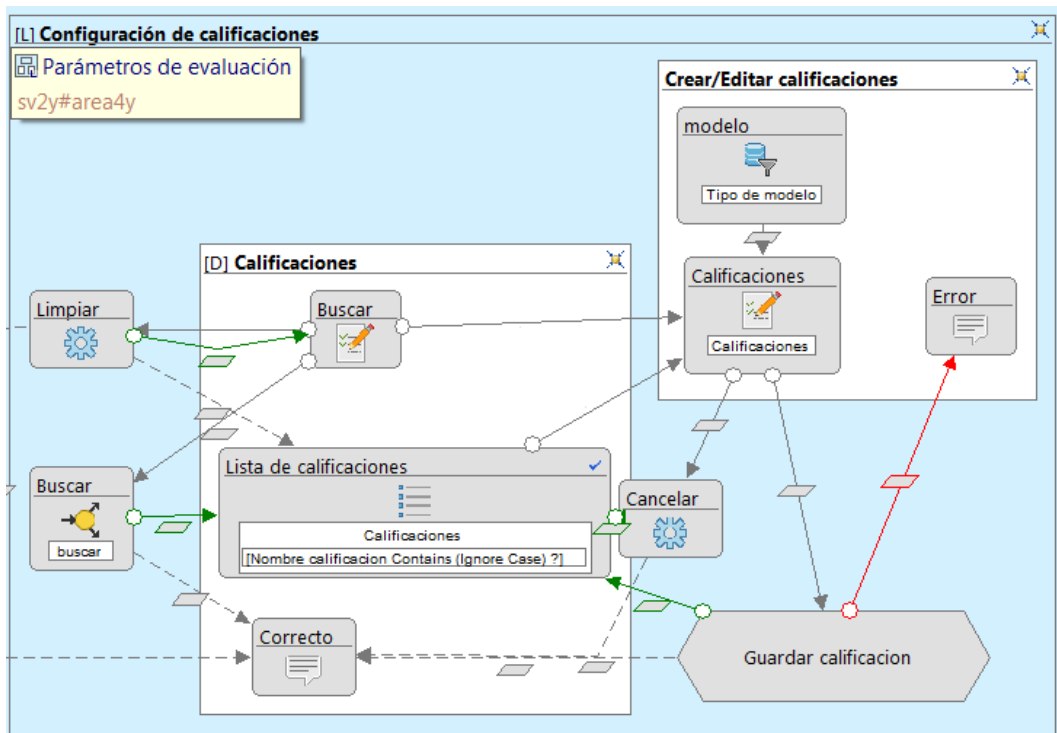 [L] Configuración de calificaciones
Parámetros de evaluación
sv2y#area4y
Crear/Editar calificaciones
modelo
Tipo de modelo
[D] Calificaciones
Calificaciones
Calificaciones
Error
Limpiar
Buscar
Lista de calificaciones
Calificaciones
[Nombre calificacion Contains (Ignore Case) ?]
Buscar
buscar
Cancelar
Correcto
Guardar calificacion